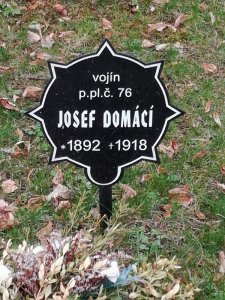 vojín
p.pl.č. 76
JOSEF DOMÁCÍ
*1892 +1918